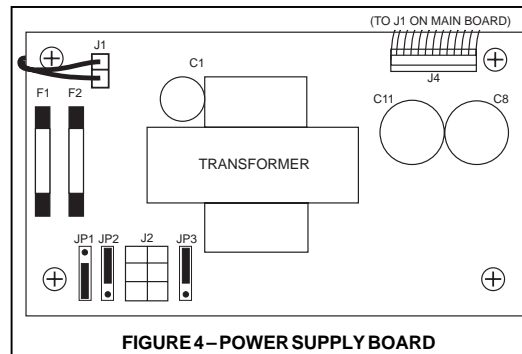 (TO J1 ON MAIN BOARD)
J1
C1
J4
F1 F2
C11 C8
TRANSFORMER
JP1 JP2 J2 JP3
FIGURE 4 – POWER SUPPLY BOARD